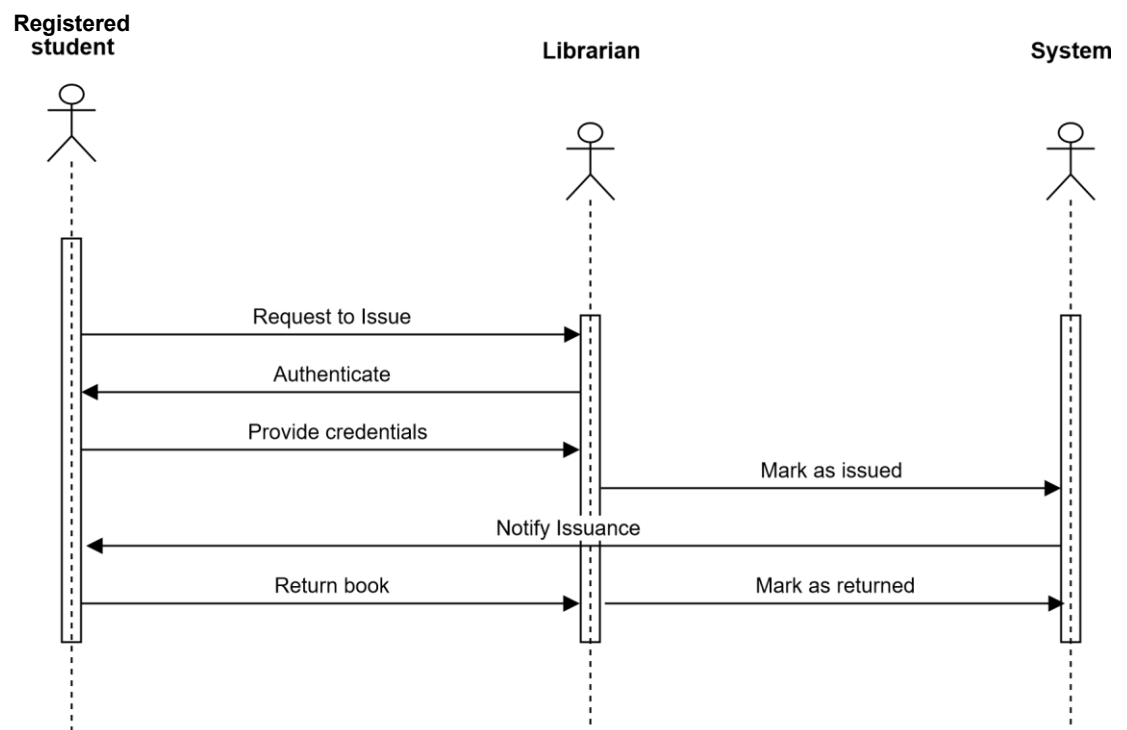 Registered
student
Librarian
System
Request to Issue
Authenticate
Provide credentials
Mark as issued
Notify Issuance
Return book
Mark as returned